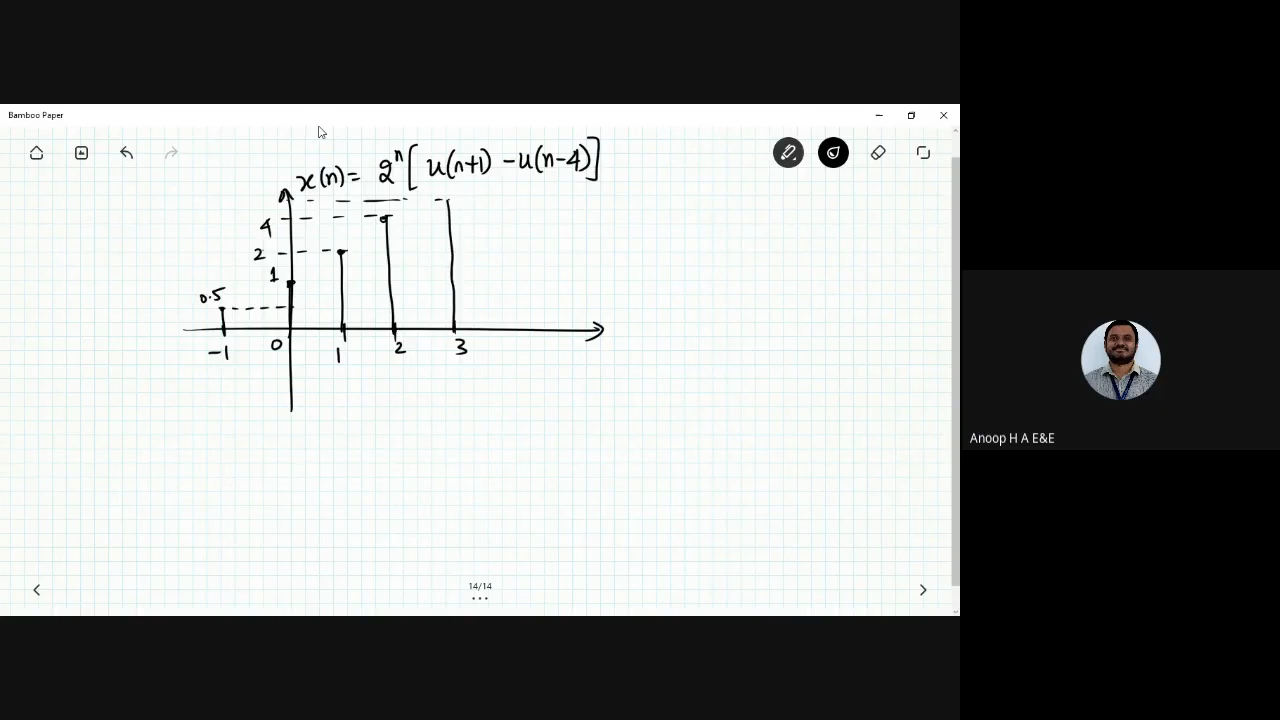 Bamboo Paper
x(n) = 2^n [ u(n+1) - u(n-4) ]
4
2
1
0.5
-1 0 1 2 3
Anoop H A E&E
14/14